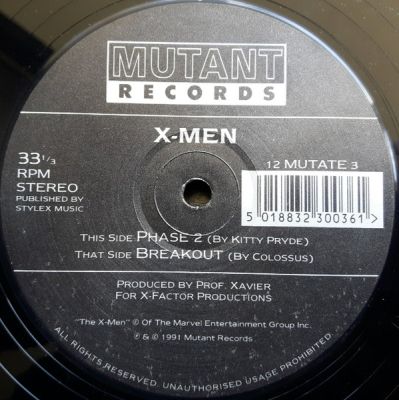 MUTANT
RECORDS
X-MEN
33 1/3
RPM
STEREO
PUBLISHED BY
STYLEX MUSIC
12 MUTATE 3
5 018832 300361
THIS SIDE PHASE 2 (BY KITTY PRYDE)
THAT SIDE BREAKOUT (BY COLOSSUS)
PRODUCED BY PROF. XAVIER
FOR X-FACTOR PRODUCTIONS
"The X-Men" © Of The Marvel Entertainment Group Inc.
℗ & © 1991 Mutant Records
ALL RIGHTS RESERVED. UNAUTHORISED USAGE PROHIBITED.